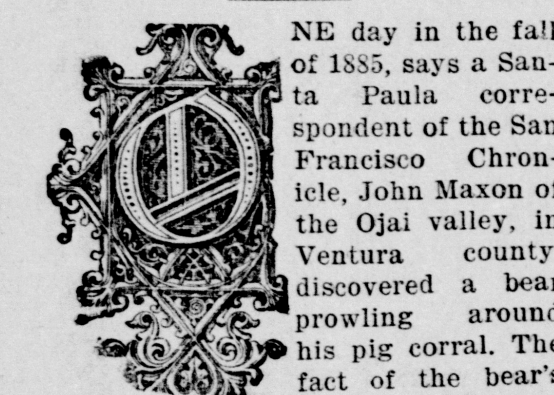 ONE day in the fall
of 1885, says a San-
ta Paula corre-
spondent of the San
Francisco Chron-
icle, John Maxon of
the Ojai valley, in
Ventura county
discovered a bear
prowling around
his pig corral. The
fact of the bear's